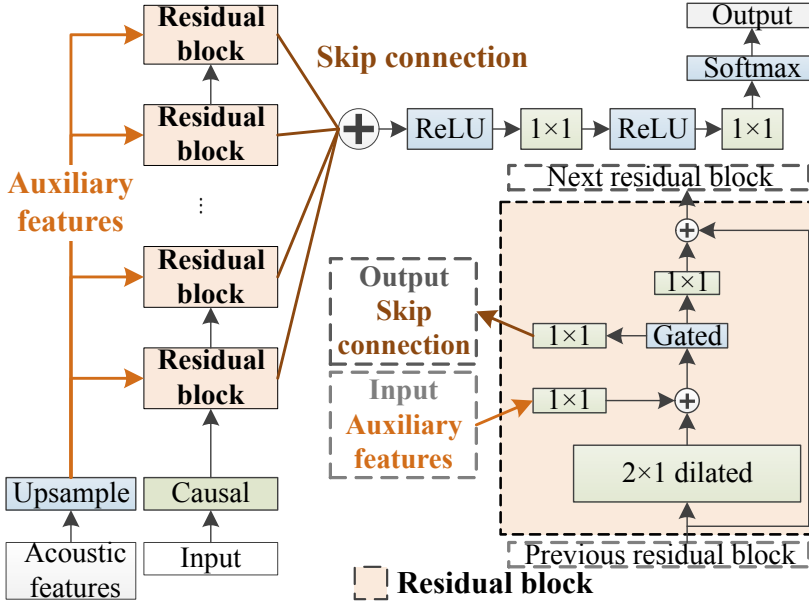 Residual
block
Residual
block
Auxiliary
features
...
Residual
block
Residual
block
Upsample
Causal
Acoustic
features
Input
Skip connection
ReLU
1×1
ReLU
1×1
Softmax
Output
Next residual block
1×1
Output
Skip
connection
1×1
Gated
Input
Auxiliary
features
1×1
2×1 dilated
Previous residual block
Residual block